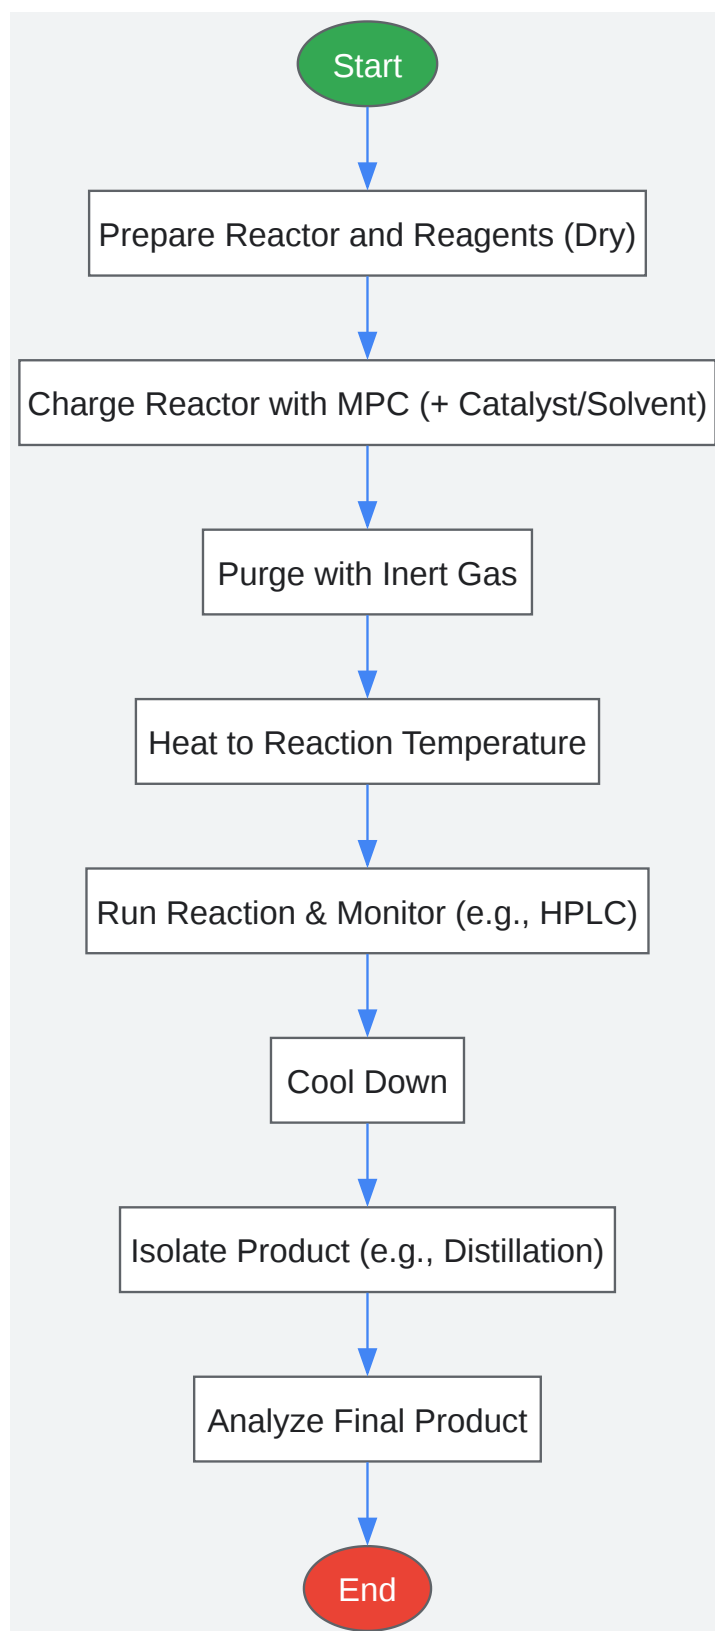 Start
Prepare Reactor and Reagents (Dry)
Charge Reactor with MPC (+ Catalyst/Solvent)
Purge with Inert Gas
Heat to Reaction Temperature
Run Reaction & Monitor (e.g., HPLC)
Cool Down
Isolate Product (e.g., Distillation)
Analyze Final Product
End